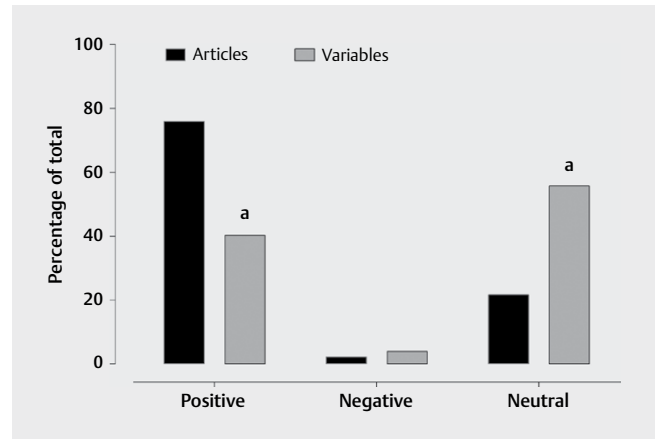 100
Articles
Variables
80
60
40
20
0
Percentage of total
a
a
Positive
Negative
Neutral